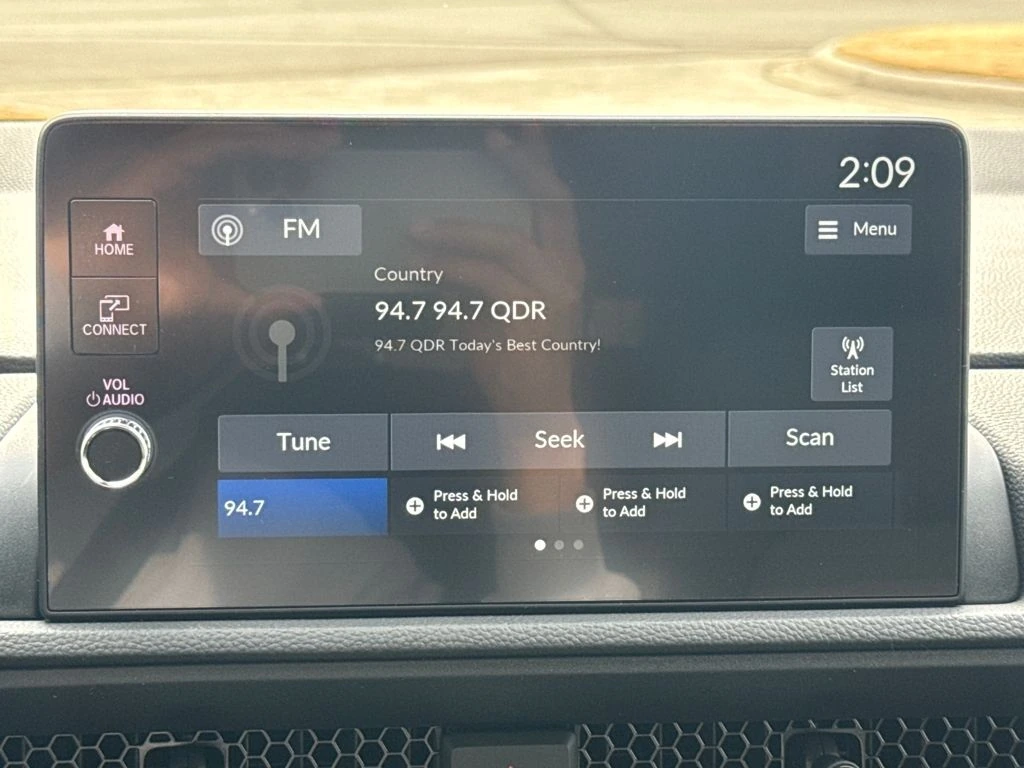 2:09
HOME
CONNECT
VOL
AUDIO
FM
Menu
Country
94.7 94.7 QDR
94.7 QDR Today's Best Country!
Station
List
Tune
Seek
Scan
94.7
Press & Hold
to Add
Press & Hold
to Add
Press & Hold
to Add